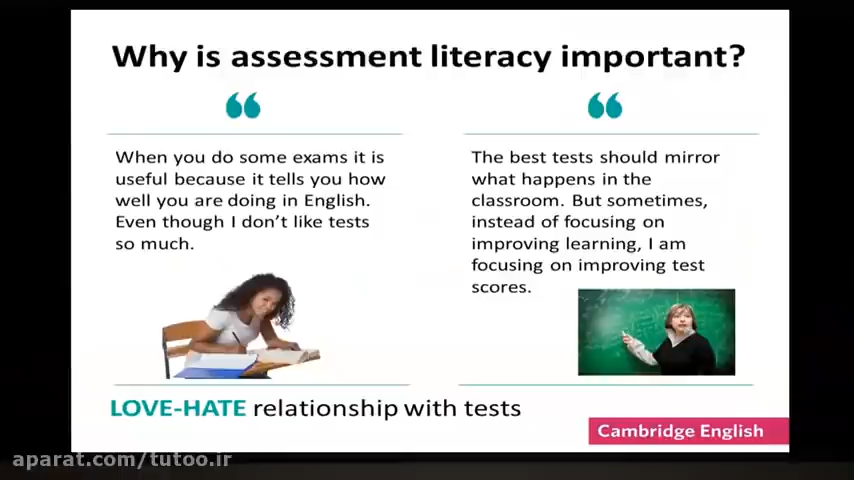 Why is assessment literacy important?
When you do some exams it is
useful because it tells you how
well you are doing in English.
Even though I don't like tests
so much.
The best tests should mirror
what happens in the
classroom. But sometimes,
instead of focusing on
improving learning, I am
focusing on improving test
scores.
LOVE-HATE relationship with tests
Cambridge English
aparat.com/tutoo.ir